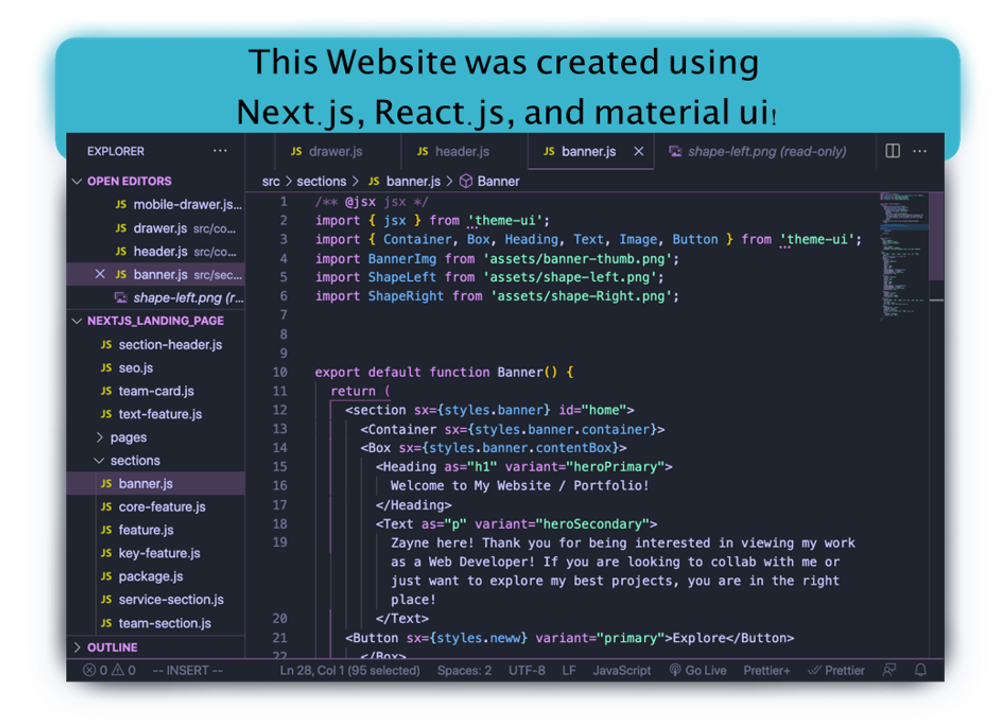 This Website was created using
Next.js, React.js, and material ui!
EXPLORER ...
OPEN EDITORS
JS mobile-drawer.js...
JS drawer.js src/co...
JS header.js src/co...
JS banner.js src/sec...
shape-left.png (r...
NEXTJS_LANDING_PAGE
JS section-header.js
JS seo.js
JS team-card.js
JS text-feature.js
pages
sections
JS banner.js
JS core-feature.js
JS feature.js
JS key-feature.js
JS package.js
JS service-section.js
JS team-section.js
OUTLINE
JS drawer.js JS header.js JS banner.js shape-left.png (read-only) ...
src > sections > JS banner.js > Banner
1 /** @jsx jsx */
2 import { jsx } from 'theme-ui';
3 import { Container, Box, Heading, Text, Image, Button } from 'theme-ui';
4 import BannerImg from 'assets/banner-thumb.png';
5 import ShapeLeft from 'assets/shape-left.png';
6 import ShapeRight from 'assets/shape-Right.png';
7
8
9
10 export default function Banner() {
11 return (
12 <section sx={styles.banner} id="home">
13 <Container sx={styles.banner.container}>
14 <Box sx={styles.banner.contentBox}>
15 <Heading as="h1" variant="heroPrimary">
16 Welcome to My Website / Portfolio!
17 </Heading>
18 <Text as="p" variant="heroSecondary">
19 Zayne here! Thank you for being interested in viewing my work
as a Web Developer! If you are looking to collab with me or
just want to explore my best projects, you are in the right
place!
20 </Text>
21 <Button sx={styles.neww} variant="primary">Explore</Button>
22 </Box>
0 0 -- INSERT -- Ln 28, Col 1 (95 selected) Spaces: 2 UTF-8 LF JavaScript Go Live Prettier+ Prettier